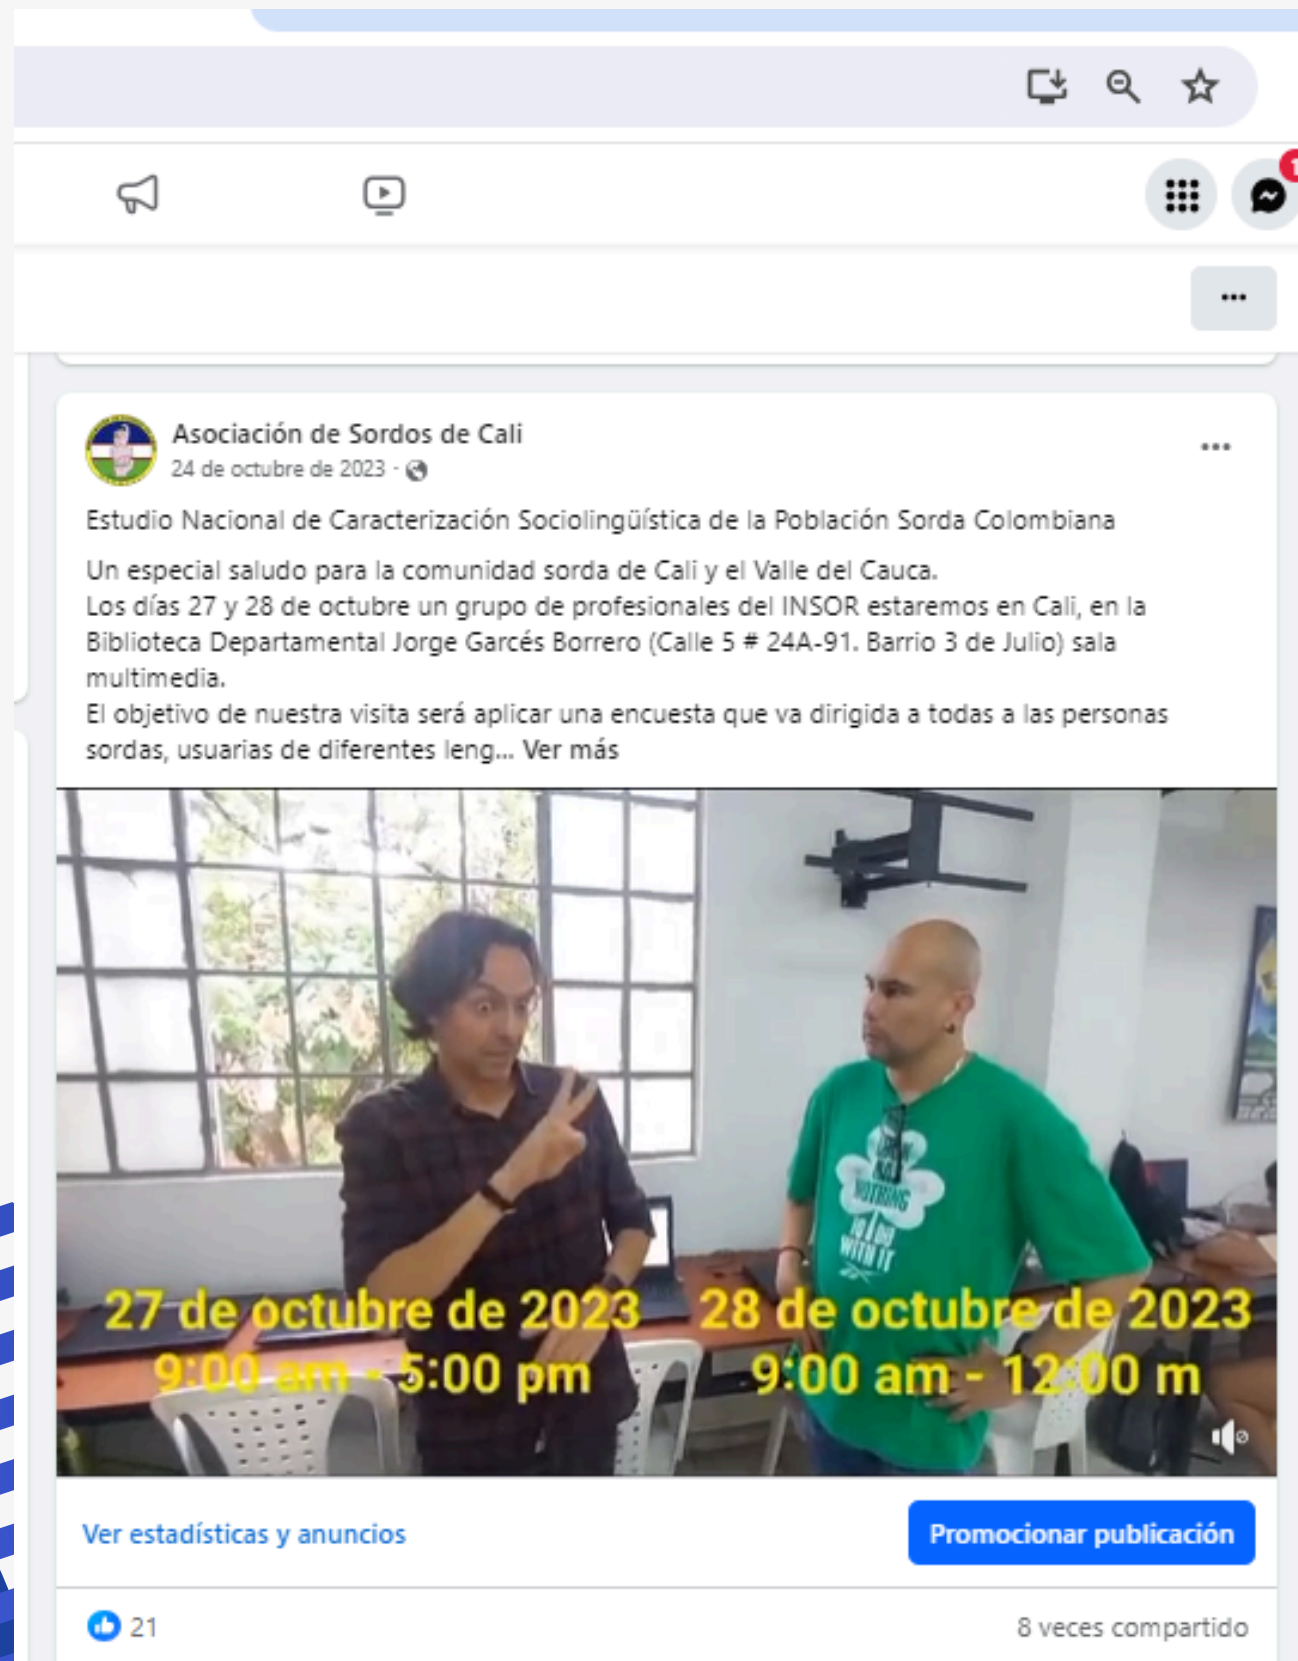 Asociación de Sordos de Cali
24 de octubre de 2023 ·
Estudio Nacional de Caracterización Sociolingüística de la Población Sorda Colombiana
Un especial saludo para la comunidad sorda de Cali y el Valle del Cauca.
Los días 27 y 28 de octubre un grupo de profesionales del INSOR estaremos en Cali, en la
Biblioteca Departamental Jorge Garcés Borrero (Calle 5 # 24A-91. Barrio 3 de Julio) sala
multimedia.
El objetivo de nuestra visita será aplicar una encuesta que va dirigida a todas a las personas
sordas, usuarias de diferentes leng... Ver más
NOTHING
TO DO
WITH IT
27 de octubre de 2023
9:00 am - 5:00 pm
28 de octubre de 2023
9:00 am - 12:00 m
Ver estadísticas y anuncios
Promocionar publicación
21
8 veces compartido